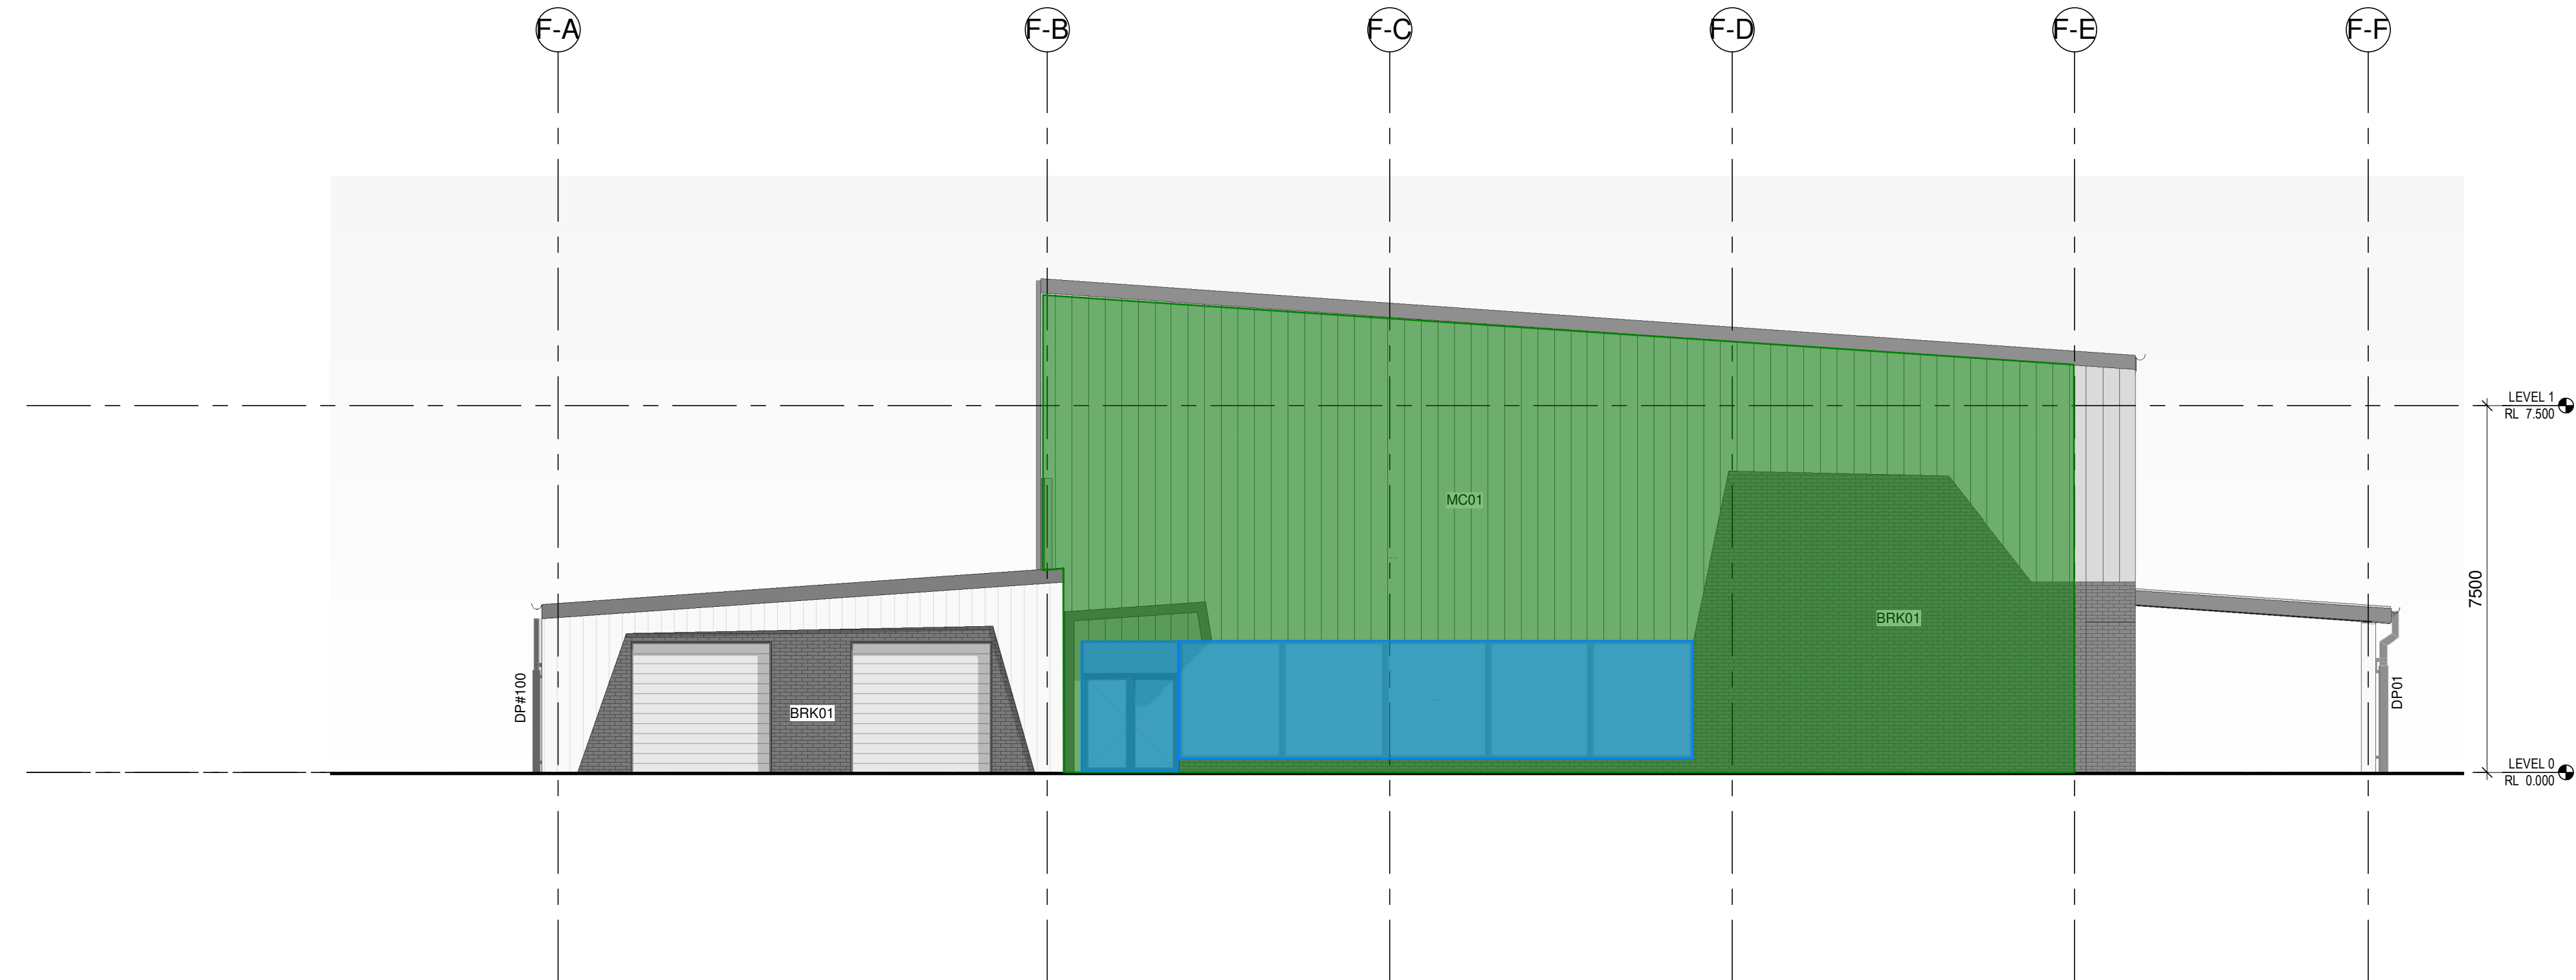 F-A
F-B
F-C
F-D
F-E
F-F
LEVEL 1
RL 7.500
MC01
7500
BRK01
DP#100
BRK01
DP01
LEVEL 0
RL 0.000